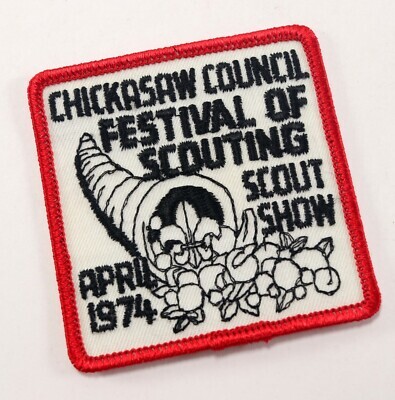 CHICKASAW COUNCIL
FESTIVAL OF
SCOUTING
SCOUT
SHOW
APRIL
1974